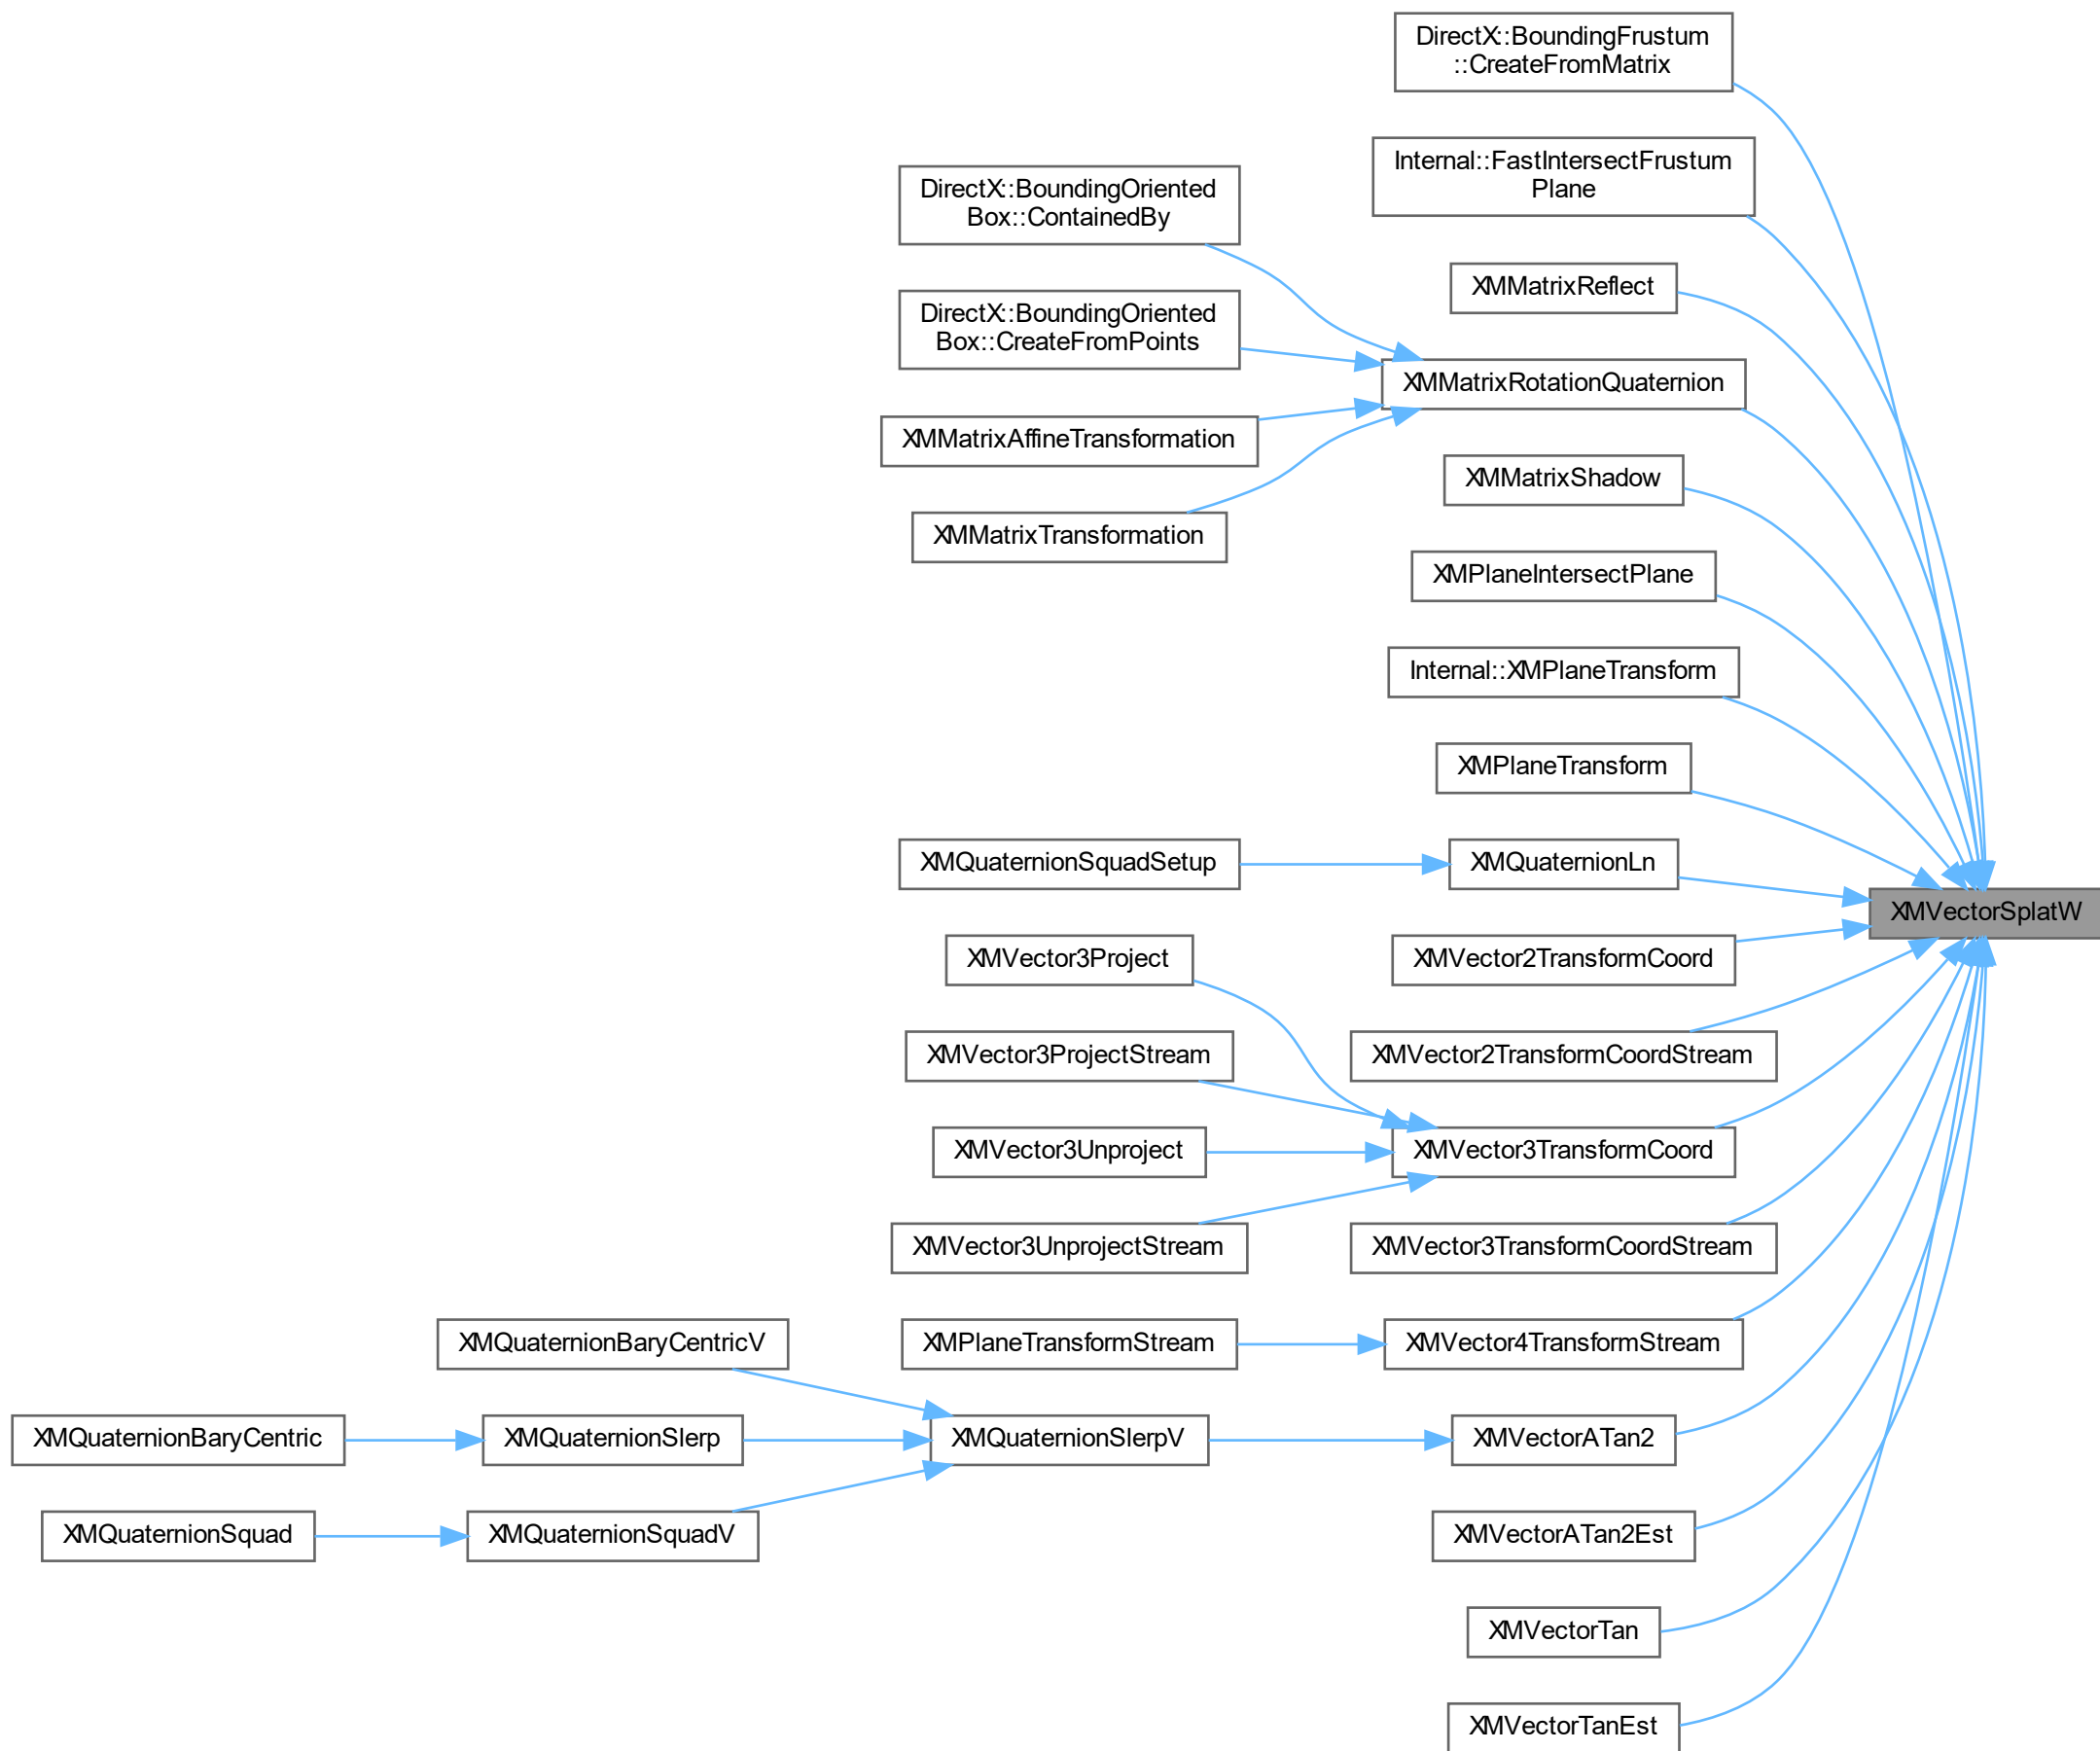 DirectX::BoundingFrustum
::CreateFromMatrix
Internal::FastIntersectFrustum
Plane
DirectX::BoundingOriented
Box::ContainedBy
XMMatrixReflect
DirectX::BoundingOriented
Box::CreateFromPoints
XMMatrixRotationQuaternion
XMMatrixAffineTransformation
XMMatrixShadow
XMMatrixTransformation
XMPlaneIntersectPlane
Internal::XMPlaneTransform
XMPlaneTransform
XMQuaternionSquadSetup
XMQuaternionLn
XMVectorSplatW
XMVector3Project
XMVector2TransformCoord
XMVector3ProjectStream
XMVector2TransformCoordStream
XMVector3Unproject
XMVector3TransformCoord
XMVector3UnprojectStream
XMVector3TransformCoordStream
XMQuaternionBaryCentricV
XMPlaneTransformStream
XMVector4TransformStream
XMQuaternionBaryCentric
XMQuaternionSlerp
XMQuaternionSlerpV
XMVectorATan2
XMQuaternionSquad
XMQuaternionSquadV
XMVectorATan2Est
XMVectorTan
XMVectorTanEst